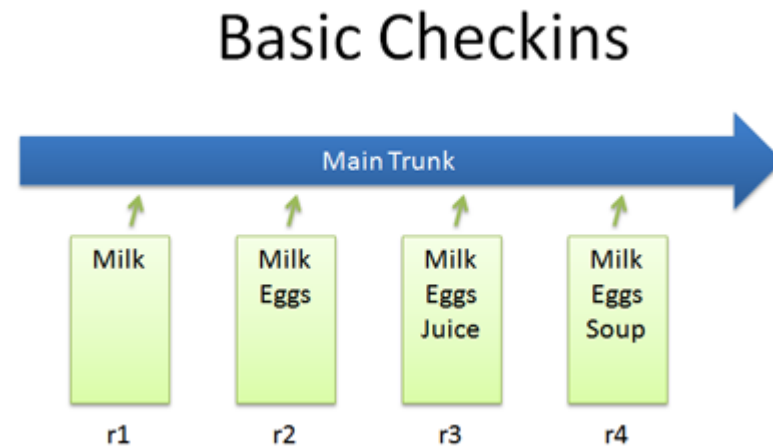 Basic Checkins
Main Trunk
Milk
Milk
Eggs
Milk
Eggs
Juice
Milk
Eggs
Soup
r1
r2
r3
r4